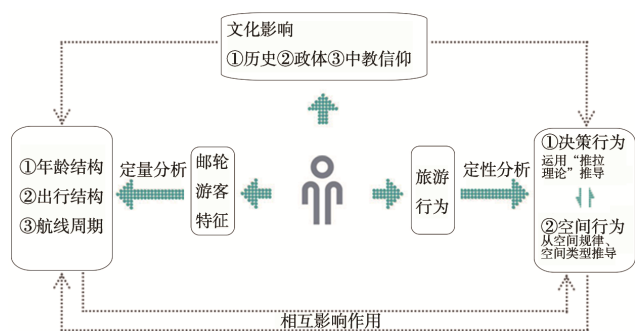 文化影响
①历史②政体③中教信仰
①年龄结构
②出行结构
③航线周期
定量分析
邮轮
游客
特征
旅游
行为
定性分析
①决策行为
运用“推拉
理论”推导
②空间行为
从空间规律、
空间类型推导
相互影响作用